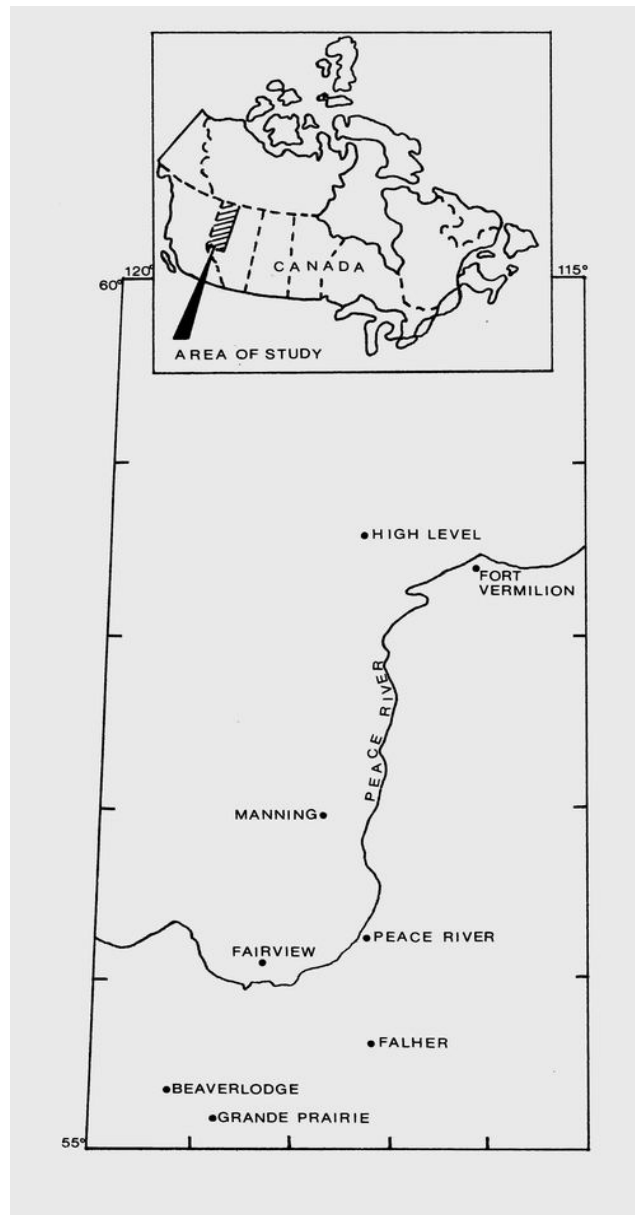 CANADA
AREA OF STUDY
60°
120°
115°
HIGH LEVEL
FORT
VERMILION
PEACE RIVER
MANNING
PEACE RIVER
FAIRVIEW
FALHER
BEAVERLODGE
GRANDE PRAIRIE
55°